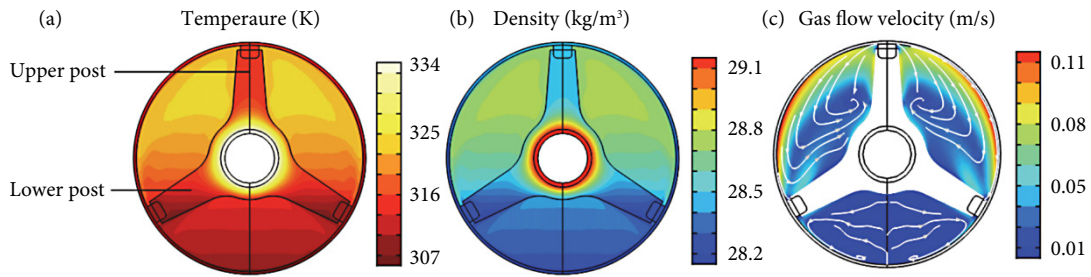 (a) Temperaure (K)
Upper post
Lower post
334
325
316
307
(b) Density (kg/m³)
29.1
28.8
28.5
28.2
(c) Gas flow velocity (m/s)
0.11
0.08
0.05
0.01